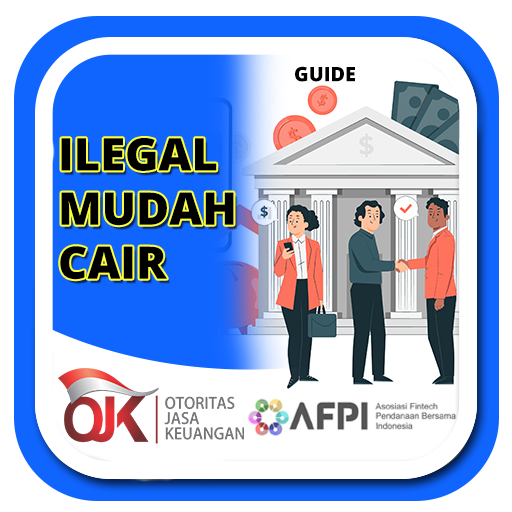 GUIDE
ILEGAL
MUDAH
CAIR
$
$
$
$
OJK OTORITAS
JASA
KEUANGAN
AFPI Asosiasi Fintech
Pendanaan Bersama
Indonesia